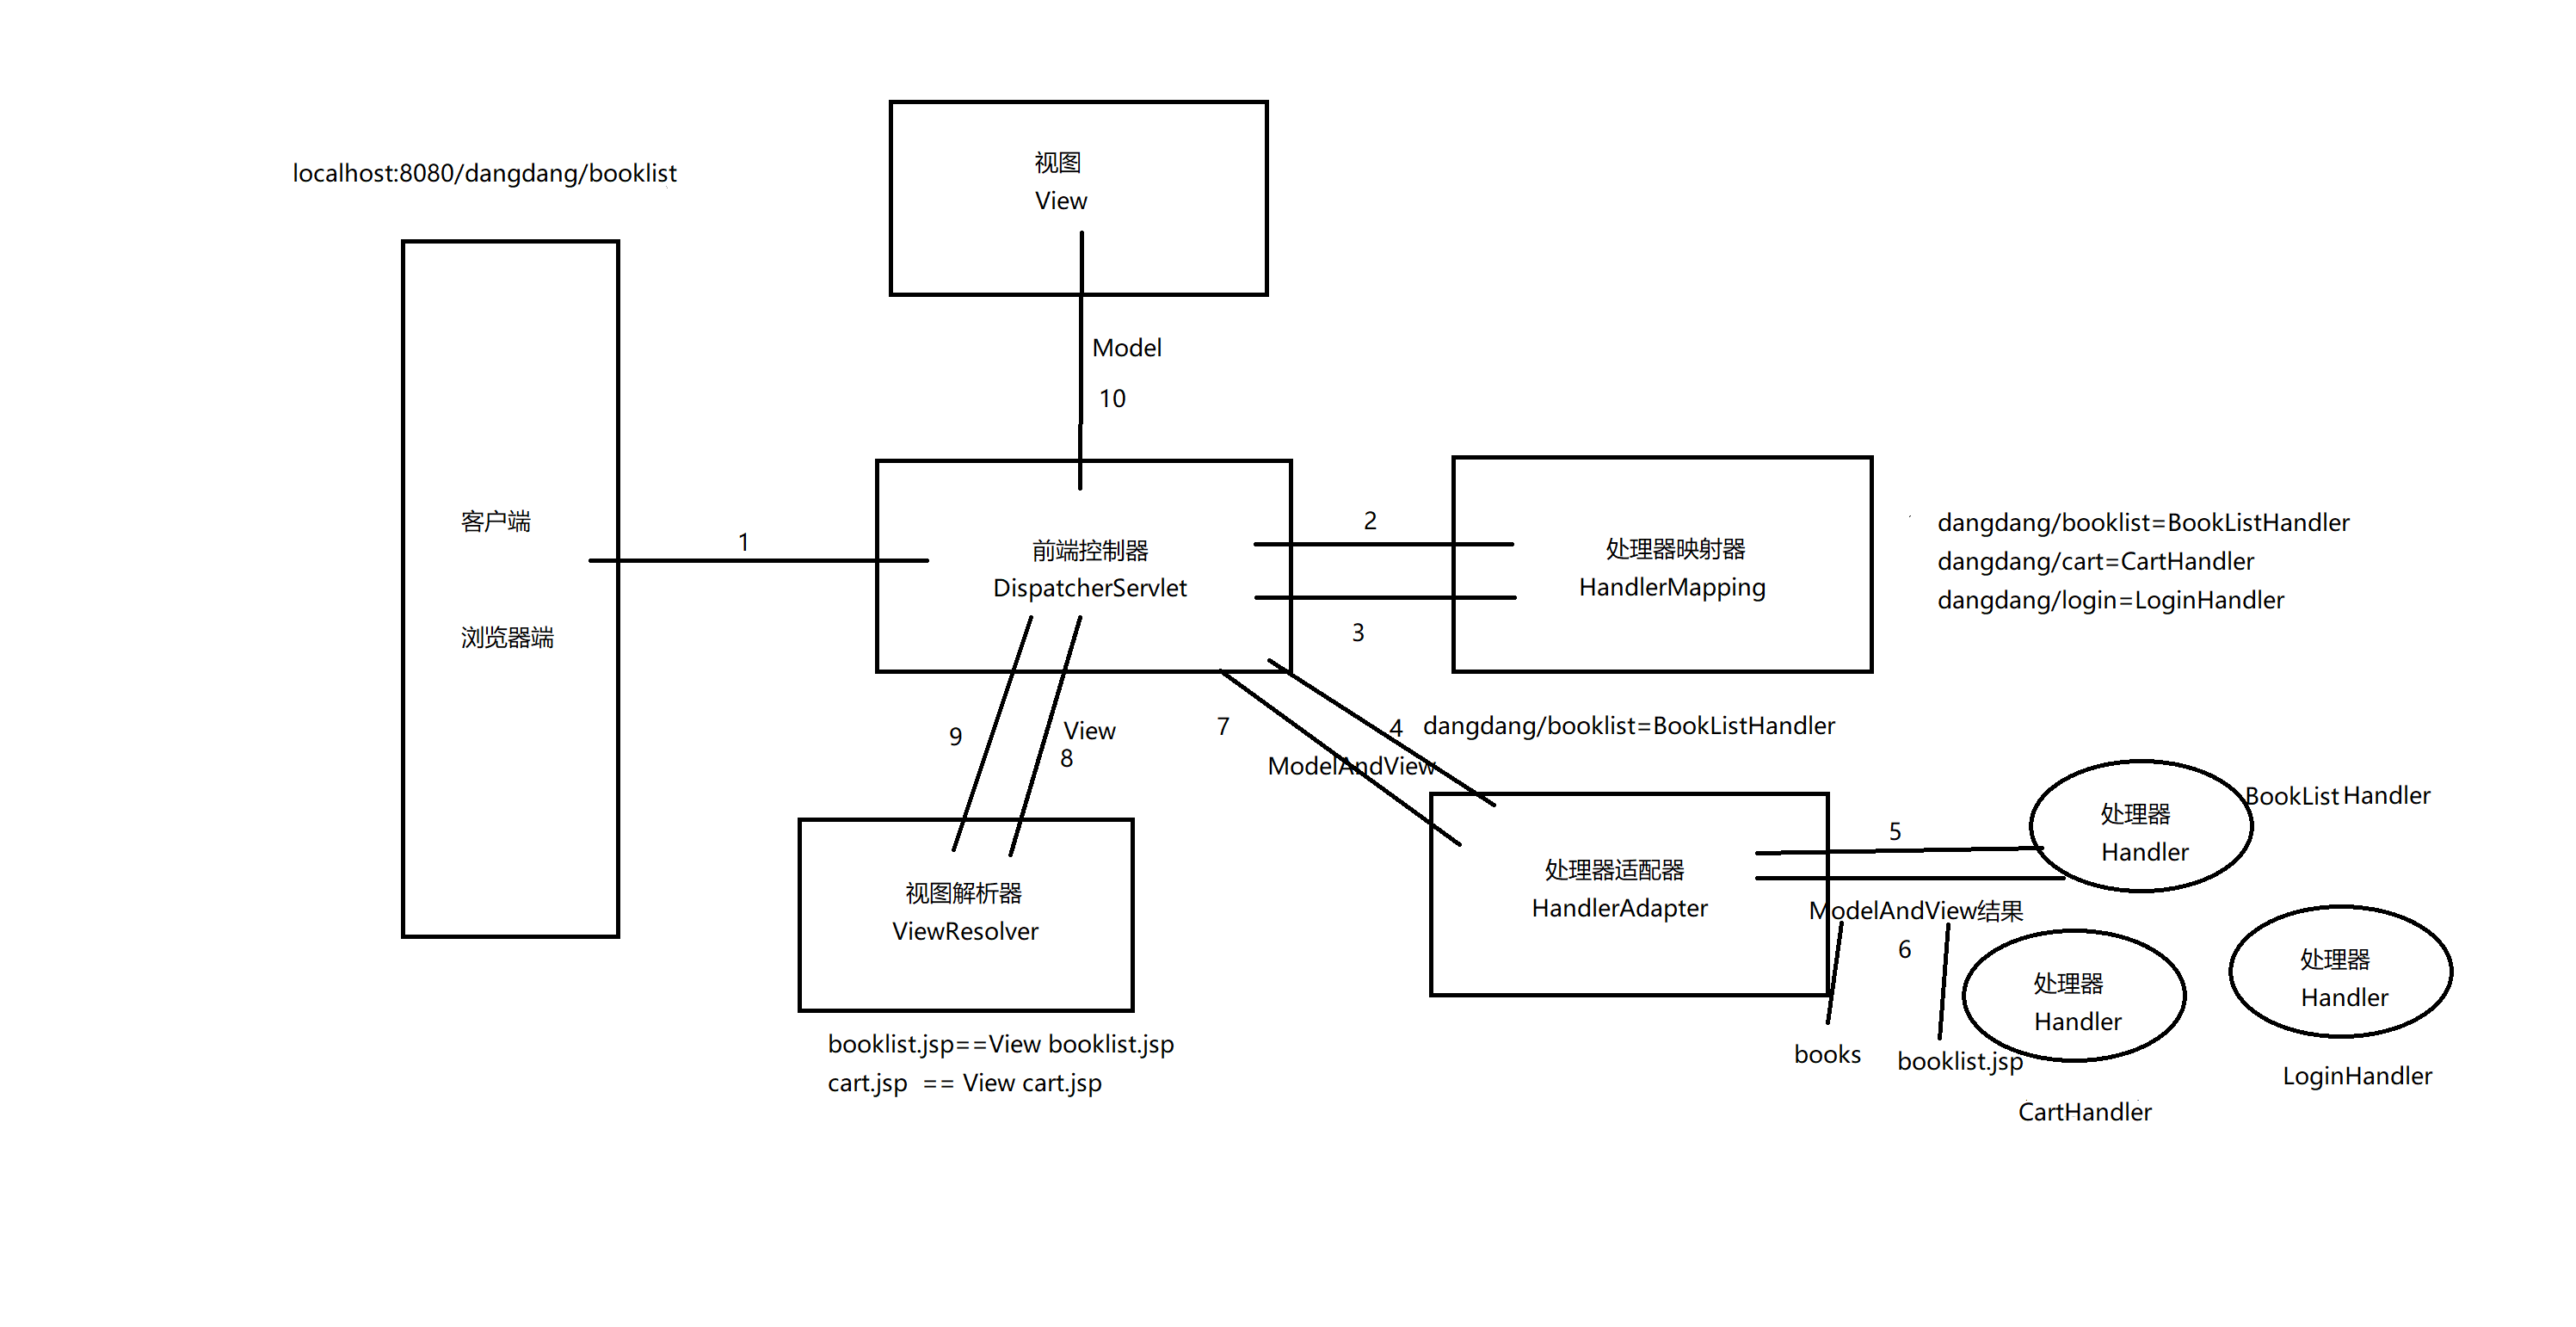 视图
View
localhost:8080/dangdang/booklist
Model
10
客户端
浏览器端
1
前端控制器
DispatcherServlet
2
3
处理器映射器
HandlerMapping
dangdang/booklist=BookListHandler
dangdang/cart=CartHandler
dangdang/login=LoginHandler
9
View
8
7
4
dangdang/booklist=BookListHandler
ModelAndView
视图解析器
ViewResolver
booklist.jsp==View booklist.jsp
cart.jsp == View cart.jsp
处理器适配器
HandlerAdapter
5
ModelAndView结果
6
books
booklist.jsp
处理器
Handler
BookListHandler
处理器
Handler
CartHandler
处理器
Handler
LoginHandler